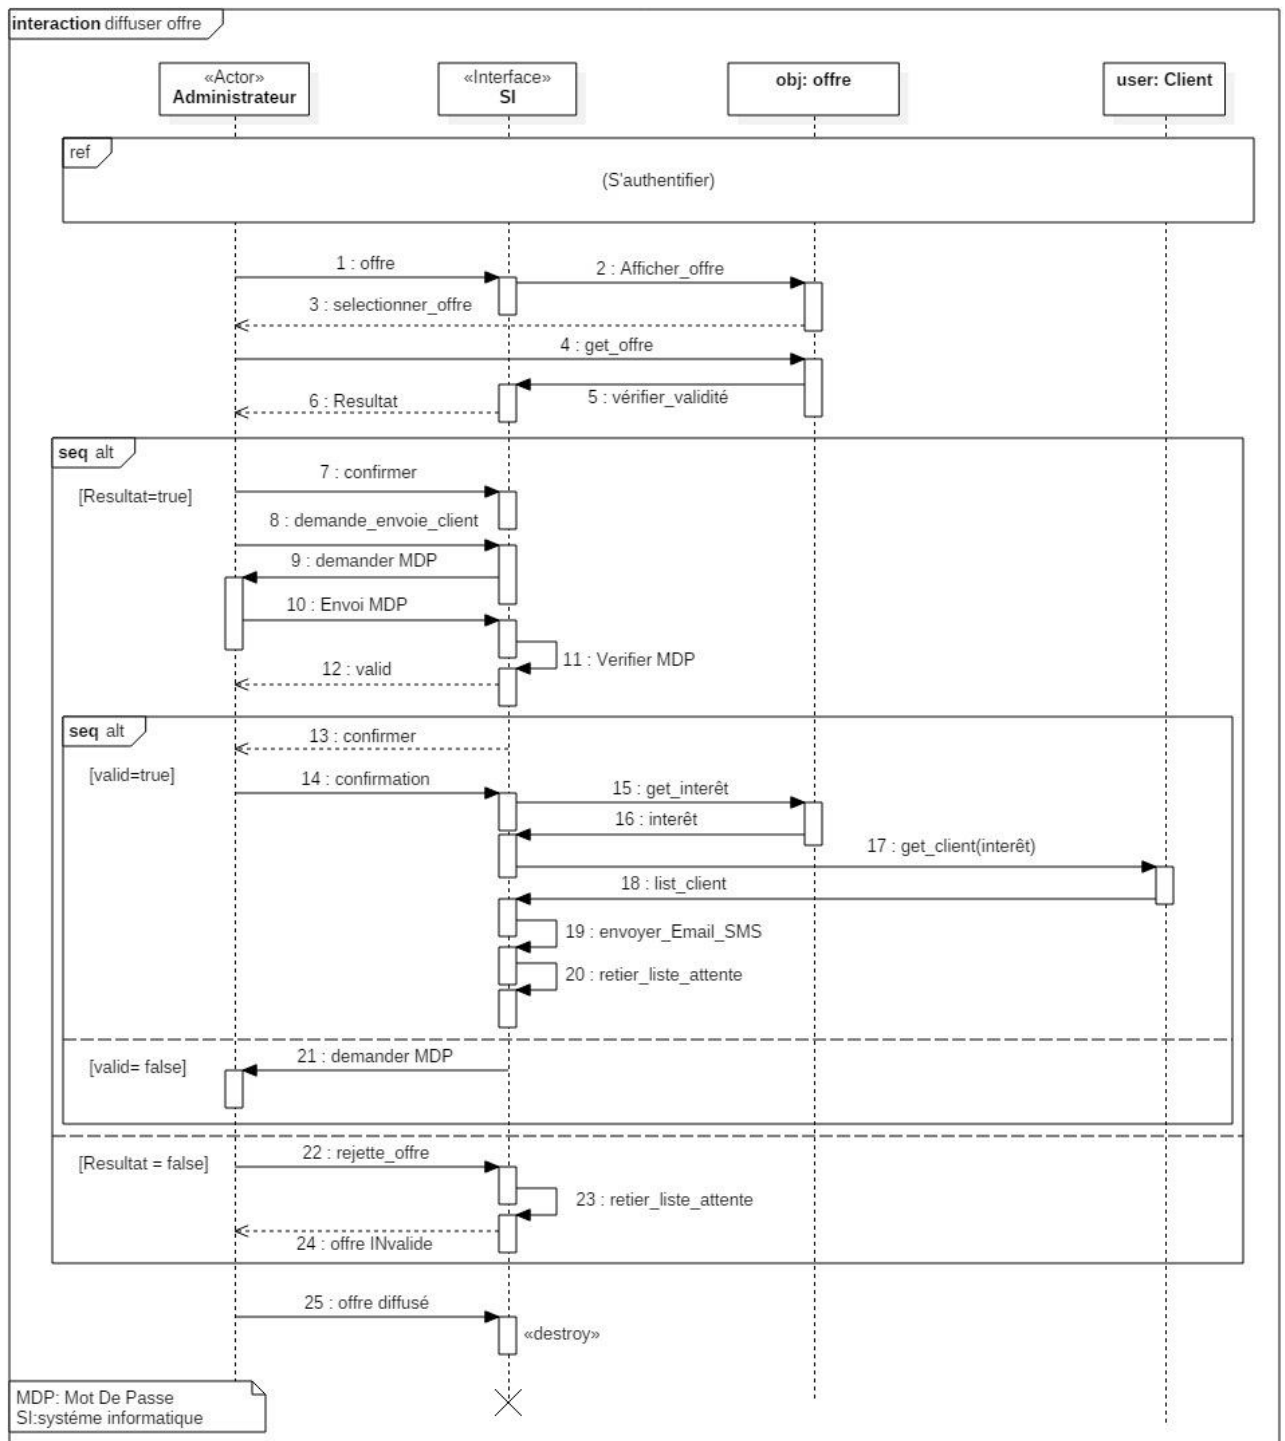 interaction diffuser offre
«Actor»
Administrateur
«Interface»
SI
obj: offre
user: Client
ref
(S'authentifier)
1 : offre
2 : Afficher_offre
3 : selectionner_offre
4 : get_offre
5 : vérifier_validité
6 : Resultat
seq alt
[Resultat=true]
7 : confirmer
8 : demande_envoie_client
9 : demander MDP
10 : Envoi MDP
11 : Verifier MDP
12 : valid
seq alt
[valid=true]
13 : confirmer
14 : confirmation
15 : get_interêt
16 : interêt
17 : get_client(interêt)
18 : list_client
19 : envoyer_Email_SMS
20 : retier_liste_attente
[valid= false]
21 : demander MDP
[Resultat = false]
22 : rejette_offre
23 : retier_liste_attente
24 : offre INvalide
25 : offre diffusé
«destroy»
MDP: Mot De Passe
SI:systéme informatique